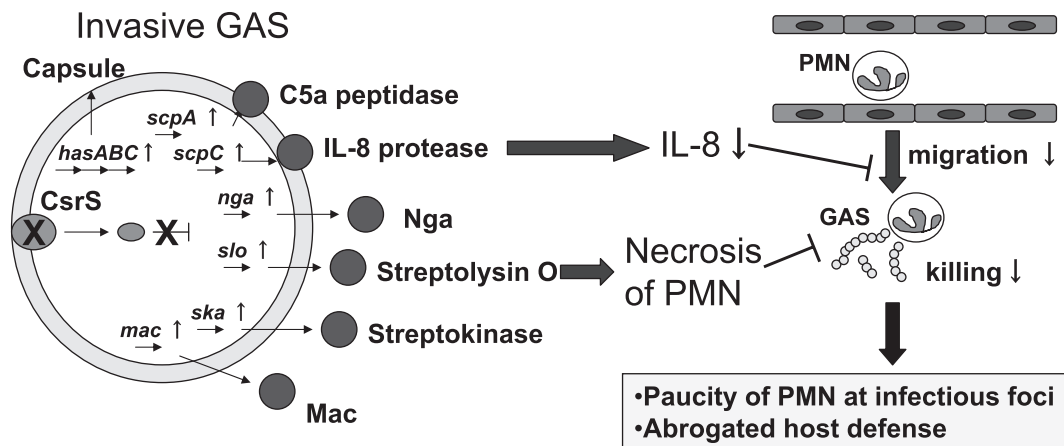 Invasive GAS
Capsule
C5a peptidase
scpA ↑
hasABC ↑
scpC ↑
IL-8 protease
IL-8 ↓
PMN
migration ↓
CsrS
X
X
nga ↑
Nga
slo ↑
Streptolysin O
Necrosis
of PMN
GAS
killing ↓
ska ↑
Streptokinase
mac ↑
Mac
•Paucity of PMN at infectious foci
•Abrogated host defense